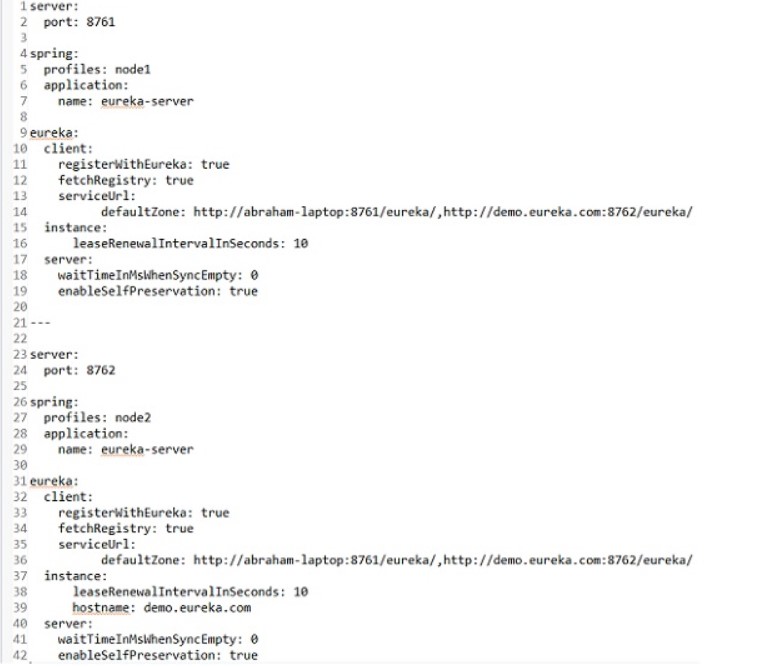 1 server:
2   port: 8761
3
4 spring:
5   profiles: node1
6   application:
7     name: eureka-server
8
9 eureka:
10   client:
11     registerWithEureka: true
12     fetchRegistry: true
13     serviceUrl:
14           defaultZone: http://abraham-laptop:8761/eureka/,http://demo.eureka.com:8762/eureka/
15   instance:
16       leaseRenewalIntervalInSeconds: 10
17   server:
18     waitTimeInMsWhenSyncEmpty: 0
19     enableSelfPreservation: true
20
21 ---
22
23 server:
24   port: 8762
25
26 spring:
27   profiles: node2
28   application:
29     name: eureka-server
30
31 eureka:
32   client:
33     registerWithEureka: true
34     fetchRegistry: true
35     serviceUrl:
36           defaultZone: http://abraham-laptop:8761/eureka/,http://demo.eureka.com:8762/eureka/
37   instance:
38       leaseRenewalIntervalInSeconds: 10
39       hostname: demo.eureka.com
40   server:
41     waitTimeInMsWhenSyncEmpty: 0
42     enableSelfPreservation: true